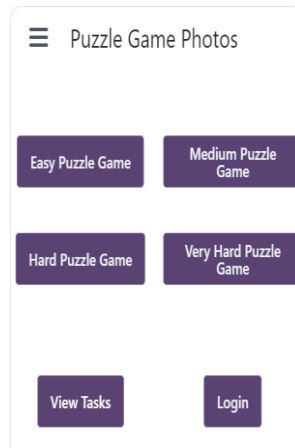 Puzzle Game Photos
Easy Puzzle Game
Medium Puzzle
Game
Hard Puzzle Game
Very Hard Puzzle
Game
View Tasks
Login